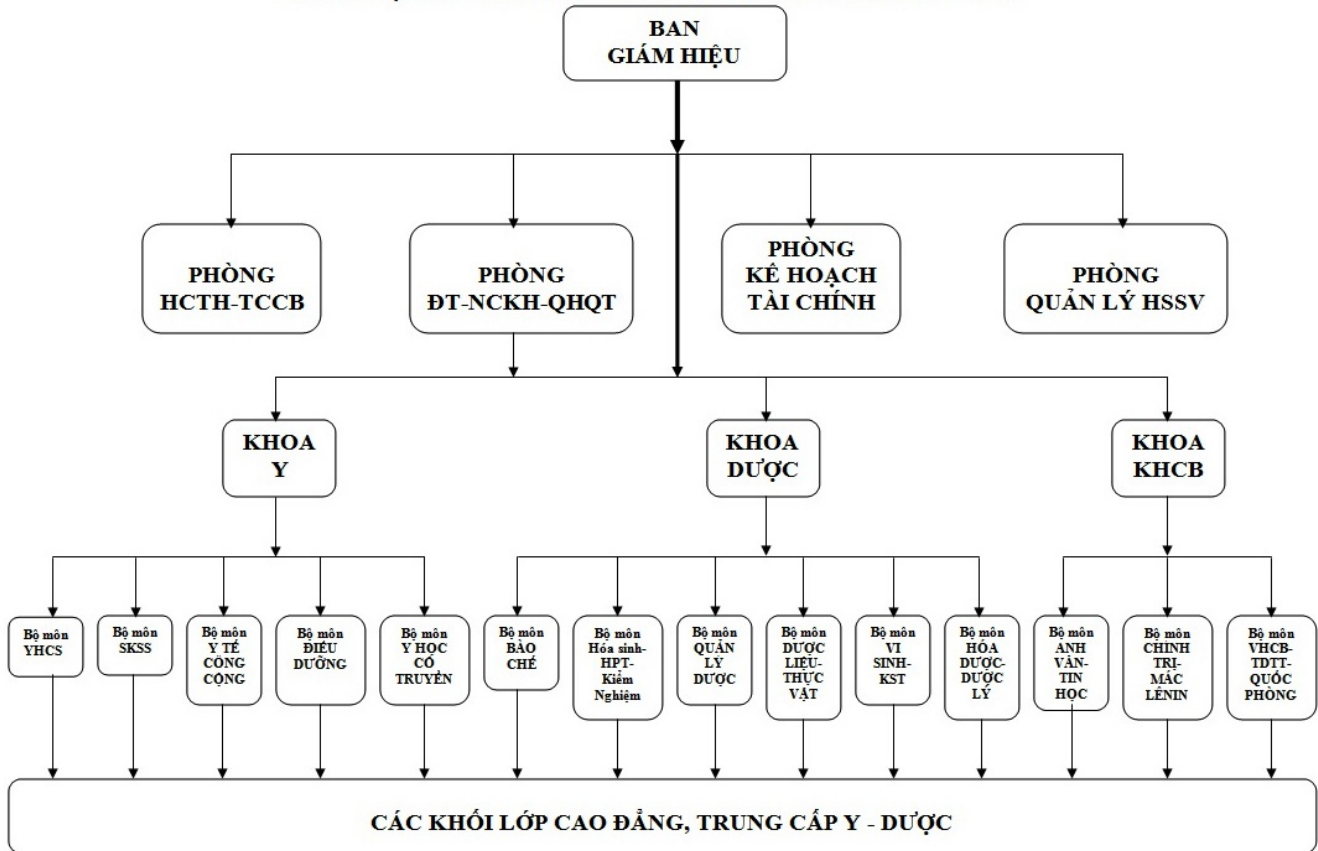 BAN
GIÁM HIỆU
PHÒNG
HCTH-TCCB
PHÒNG
ĐT-NCKH-QHQT
PHÒNG
KẾ HOẠCH
TÀI CHÍNH
PHÒNG
QUẢN LÝ HSSV
KHOA
Y
KHOA
DƯỢC
KHOA
KHCB
Bộ môn
YHCS
Bộ môn
SKSS
Bộ môn
Y TẾ
CÔNG
CỘNG
Bộ môn
ĐIỀU
DƯỠNG
Bộ môn
Y HỌC
CỔ
TRUYỀN
Bộ môn
BÀO
CHẾ
Bộ môn
Hóa sinh-
HPT-
Kiểm
Nghiệm
Bộ môn
QUẢN
LÝ
DƯỢC
Bộ môn
DƯỢC
LIỆU-
THỰC
VẬT
Bộ môn
VI
SINH-
KST
Bộ môn
HÓA
DƯỢC-
DƯỢC
LÝ
Bộ môn
ANH
VĂN-
TIN
HỌC
Bộ môn
CHÍNH
TRỊ-
MÁC
LÊNIN
Bộ môn
VHCB-
TDTT-
QUỐC
PHÒNG
CÁC KHỐI LỚP CAO ĐẲNG, TRUNG CẤP Y - DƯỢC